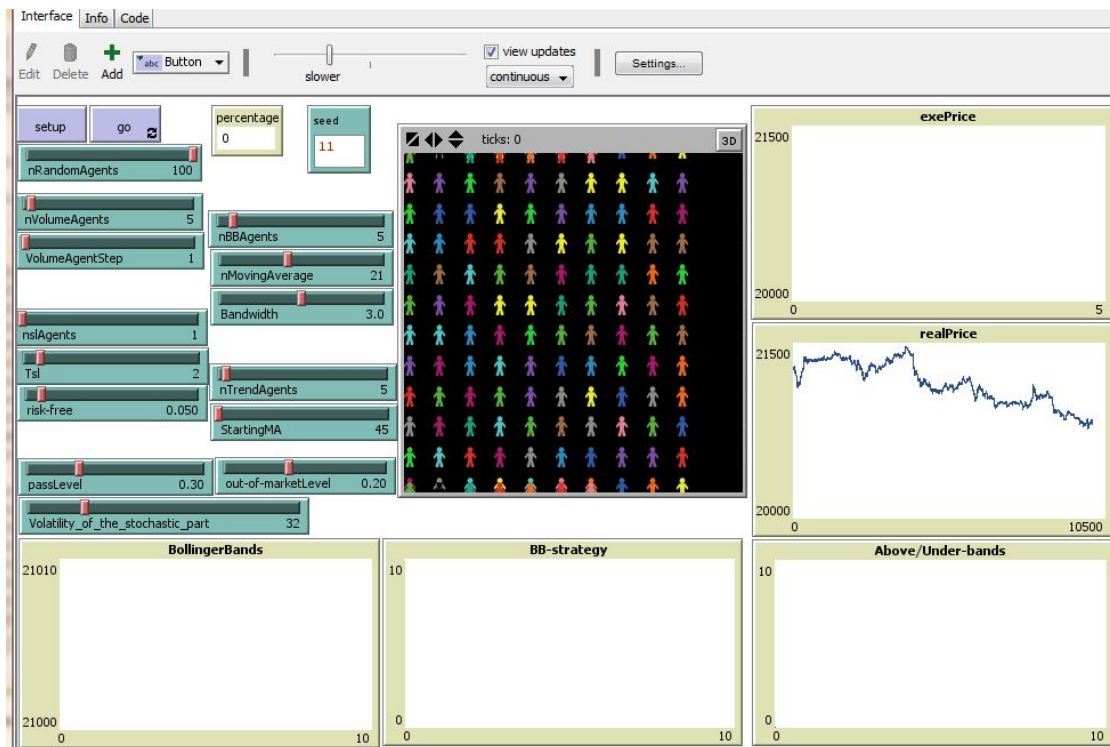 Interface Info Code
Edit Delete Add abc Button slower view updates continuous Settings...
setup go percentage 0 seed 11
nRandomAgents 100
nVolumeAgents 5
VolumeAgentStep 1
nBBAgents 5
nMovingAverage 21
Bandwidth 3.0
nslAgents 1
Tsl 2
risk-free 0.050
nTrendAgents 5
StartingMA 45
passLevel 0.30
out-of-marketLevel 0.20
Volatility_of_the_stochastic_part 32
ticks: 0 3D
exePrice
21500
20000
0 5
realPrice
21500
20000
0 10500
BollingerBands
21010
21000
0 10
BB-strategy
10
0
0 10
Above/Under-bands
10
0
0 10